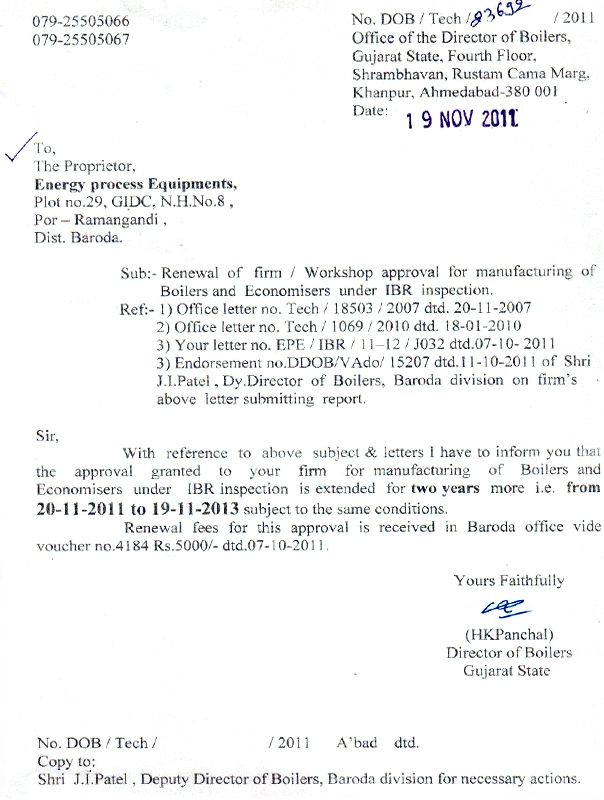 079-25505066
079-25505067
No. DOB / Tech / 83692 / 2011
Office of the Director of Boilers,
Gujarat State, Fourth Floor,
Shrambhavan, Rustam Cama Marg,
Khanpur, Ahmedabad-380 001
Date: 19 NOV 2011
To,
The Proprietor,
Energy process Equipments,
Plot no.29, GIDC, N.H.No.8 ,
Por – Ramangandi ,
Dist. Baroda.
Sub:- Renewal of firm / Workshop approval for manufacturing of
Boilers and Economisers under IBR inspection.
Ref:- 1) Office letter no. Tech / 18503 / 2007 dtd. 20-11-2007
2) Office letter no. Tech / 1069 / 2010 dtd. 18-01-2010
3) Your letter no. EPE / IBR / 11–12 / J032 dtd.07-10- 2011
3) Endorsement no.DDOB/VAdo/ 15207 dtd.11-10-2011 of Shri
J.I.Patel , Dy.Director of Boilers, Baroda division on firm's
above letter submitting report.
Sir,
With reference to above subject & letters I have to inform you that
the approval granted to your firm for manufacturing of Boilers and
Economisers under IBR inspection is extended for two years more i.e. from
20-11-2011 to 19-11-2013 subject to the same conditions.
Renewal fees for this approval is received in Baroda office vide
voucher no.4184 Rs.5000/- dtd.07-10-2011.
Yours Faithfully
(HKPanchal)
Director of Boilers
Gujarat State
No. DOB / Tech / / 2011 A'bad dtd.
Copy to:
Shri J.I.Patel , Deputy Director of Boilers, Baroda division for necessary actions.